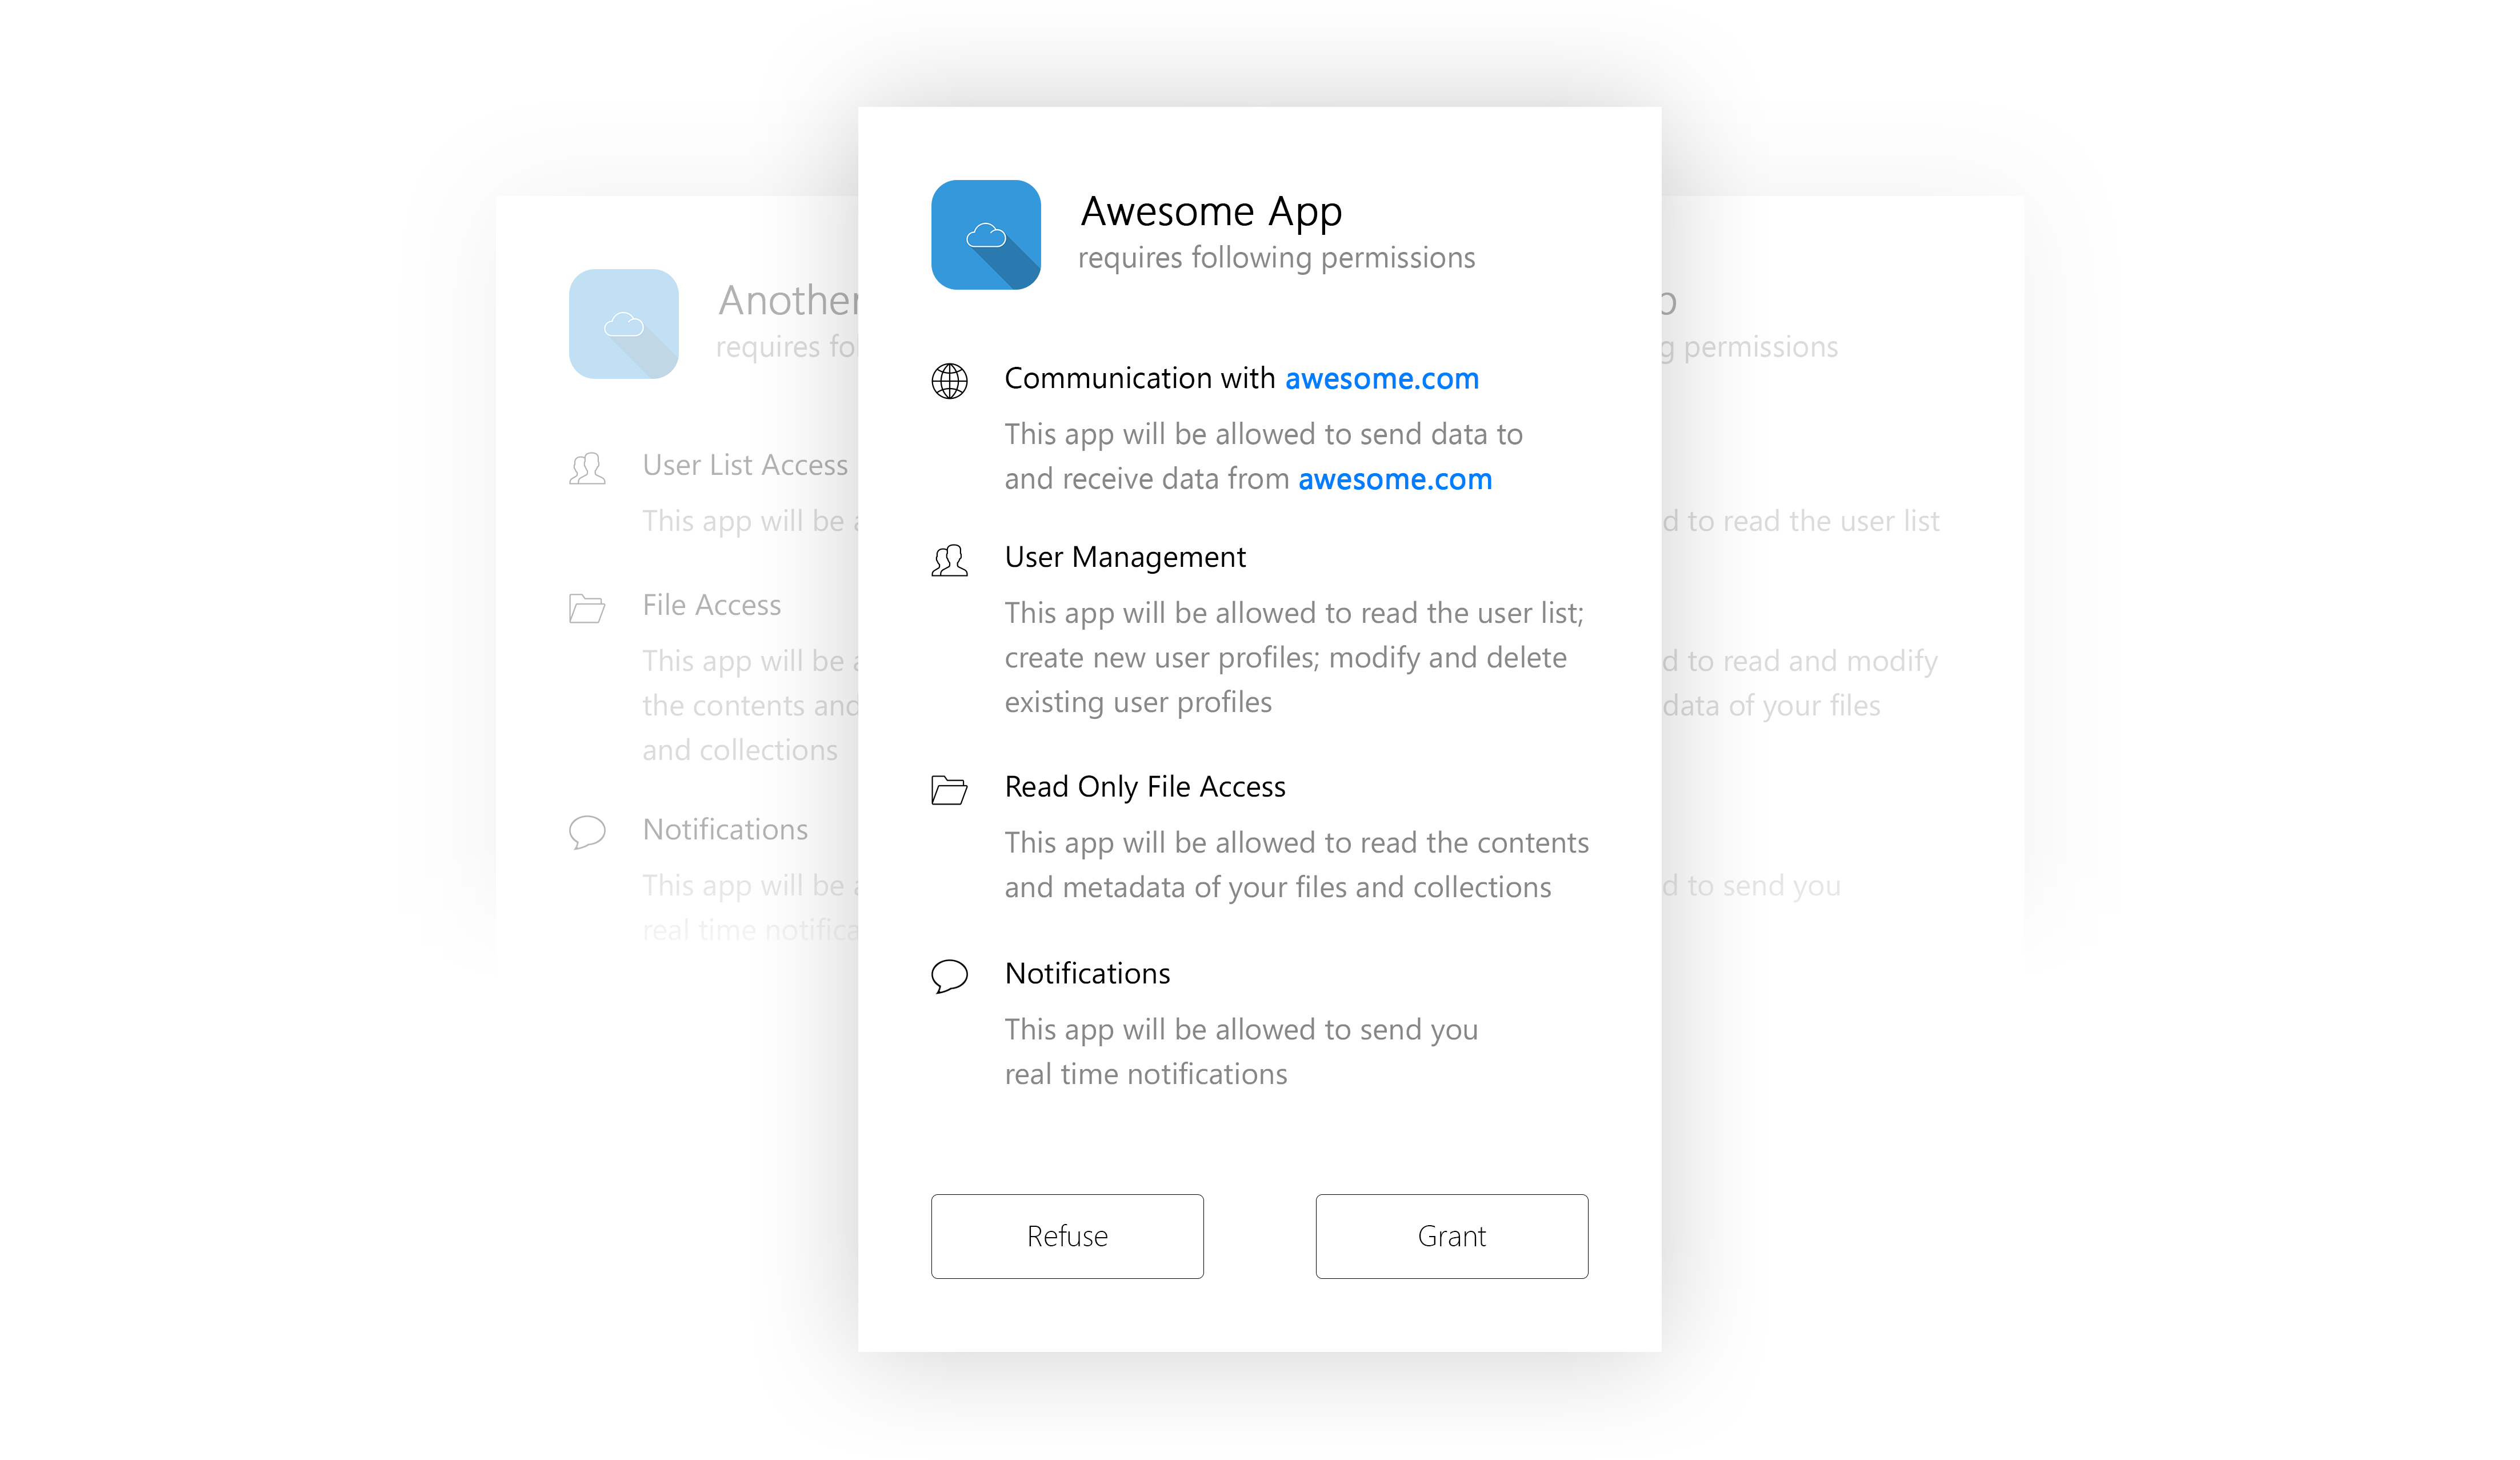 Awesome App
requires following permissions
Communication with awesome.com
This app will be allowed to send data to
and receive data from awesome.com
User Management
This app will be allowed to read the user list;
create new user profiles; modify and delete
existing user profiles
Read Only File Access
This app will be allowed to read the contents
and metadata of your files and collections
Notifications
This app will be allowed to send you
real time notifications
Refuse
Grant
Another
requires
User List Access
This app will be
File Access
This app will be
the contents and
and collections
Notifications
This app will be
real time
permissions
to read the user list
to read and modify
data of your files
to send you